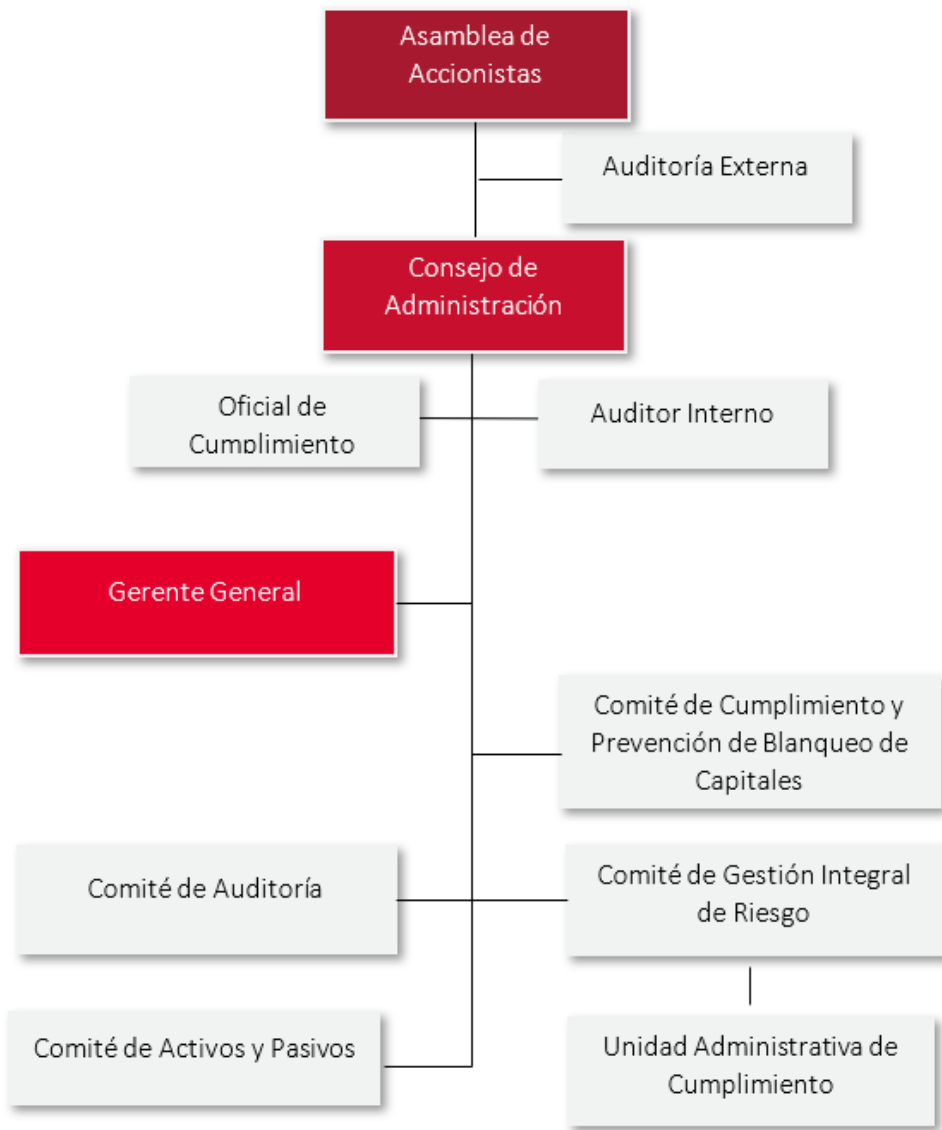 Asamblea de
Accionistas
Auditoría Externa
Consejo de
Administración
Oficial de
Cumplimiento
Auditor Interno
Gerente General
Comité de Cumplimiento y
Prevención de Blanqueo de
Capitales
Comité de Auditoría
Comité de Gestión Integral
de Riesgo
Comité de Activos y Pasivos
Unidad Administrativa de
Cumplimiento